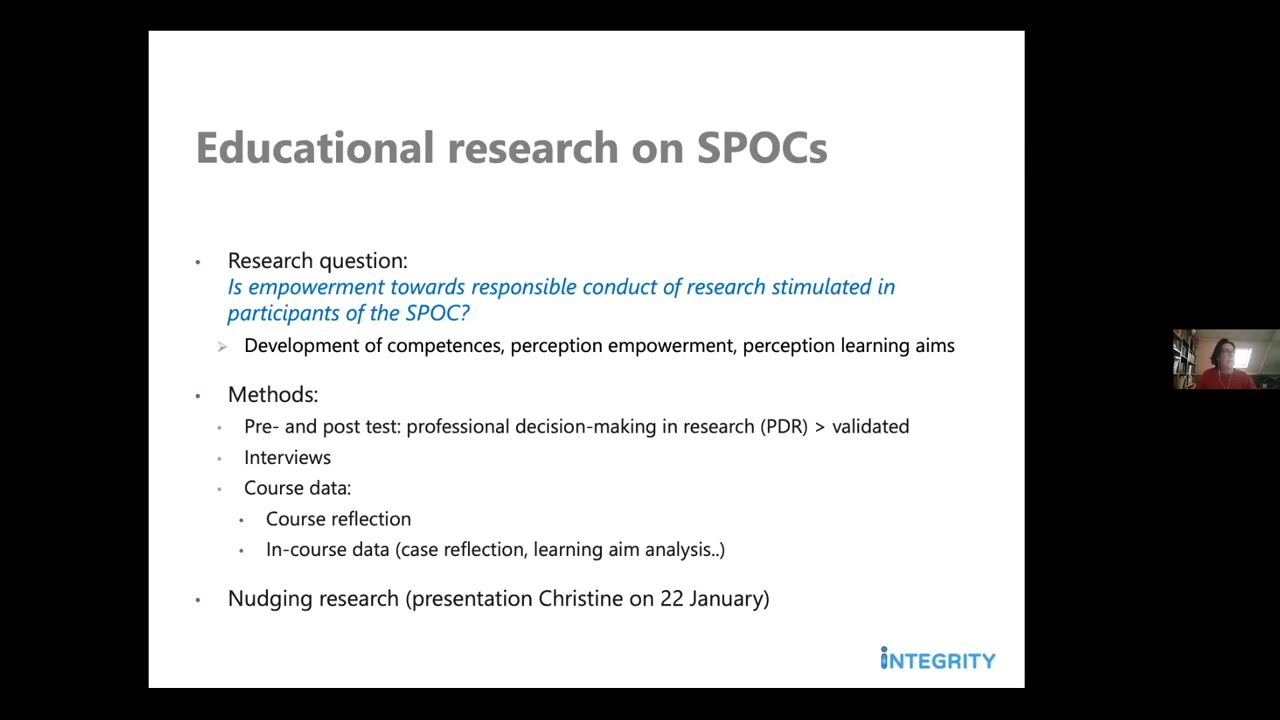 Educational research on SPOCs
• Research question:
Is empowerment towards responsible conduct of research stimulated in
participants of the SPOC?
➢ Development of competences, perception empowerment, perception learning aims
• Methods:
• Pre- and post test: professional decision-making in research (PDR) > validated
• Interviews
• Course data:
• Course reflection
• In-course data (case reflection, learning aim analysis..)
• Nudging research (presentation Christine on 22 January)
iNTEGRITY